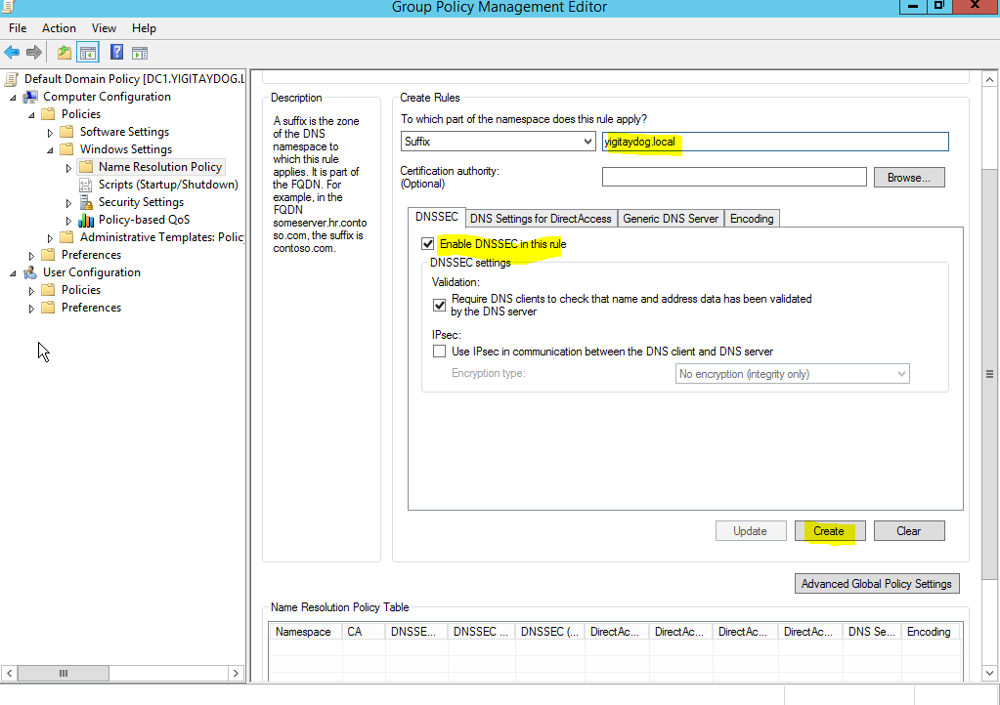 Group Policy Management Editor
File Action View Help
Default Domain Policy [DC1.YIGITAYDOG.L
Computer Configuration
Policies
Software Settings
Windows Settings
Name Resolution Policy
Scripts (Startup/Shutdown)
Security Settings
Policy-based QoS
Administrative Templates: Polic
Preferences
User Configuration
Policies
Preferences
Description
A suffix is the zone
of the DNS
namespace to
which this rule
applies. It is part of
the FQDN. For
example, in the
FQDN
someserver.hr.conto
so.com, the suffix is
contoso.com.
Create Rules
To which part of the namespace does this rule apply?
Suffix
yigitaydog.local
Certification authority:
(Optional)
Browse...
DNSSEC DNS Settings for DirectAccess Generic DNS Server Encoding
Enable DNSSEC in this rule
DNSSEC settings
Validation:
Require DNS clients to check that name and address data has been validated
by the DNS server
IPsec:
Use IPsec in communication between the DNS client and DNS server
Encryption type: No encryption (integrity only)
Update Create Clear
Advanced Global Policy Settings
Name Resolution Policy Table
Namespace CA DNSSE... DNSSEC ... DNSSEC (... DirectAc... DirectAc... DirectAc... DirectAc... DNS Se... Encoding